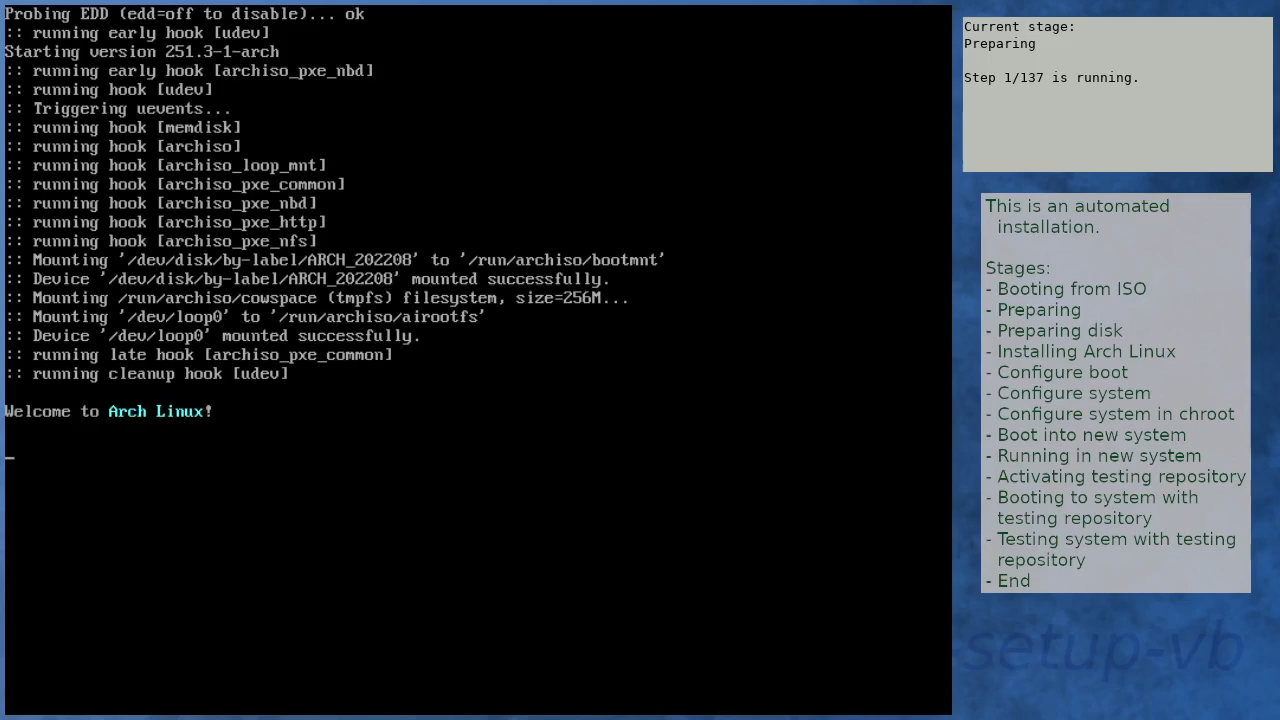 Probing EDD (edd=off to disable)... ok
:: running early hook [udev]
Starting version 251.3-1-arch
:: running early hook [archiso_pxe_nbd]
:: running hook [udev]
:: Triggering uevents...
:: running hook [memdisk]
:: running hook [archiso]
:: running hook [archiso_loop_mnt]
:: running hook [archiso_pxe_common]
:: running hook [archiso_pxe_nbd]
:: running hook [archiso_pxe_http]
:: running hook [archiso_pxe_nfs]
:: Mounting '/dev/disk/by-label/ARCH_202208' to '/run/archiso/bootmnt'
:: Device '/dev/disk/by-label/ARCH_202208' mounted successfully.
:: Mounting /run/archiso/cowspace (tmpfs) filesystem, size=256M...
:: Mounting '/dev/loop0' to '/run/archiso/airootfs'
:: Device '/dev/loop0' mounted successfully.
:: running late hook [archiso_pxe_common]
:: running cleanup hook [udev]
Welcome to Arch Linux!
Current stage:
Preparing
Step 1/137 is running.
This is an automated
installation.
Stages:
- Booting from ISO
- Preparing
- Preparing disk
- Installing Arch Linux
- Configure boot
- Configure system
- Configure system in chroot
- Boot into new system
- Running in new system
- Activating testing repository
- Booting to system with
testing repository
- Testing system with testing
repository
- End
-setup-vb